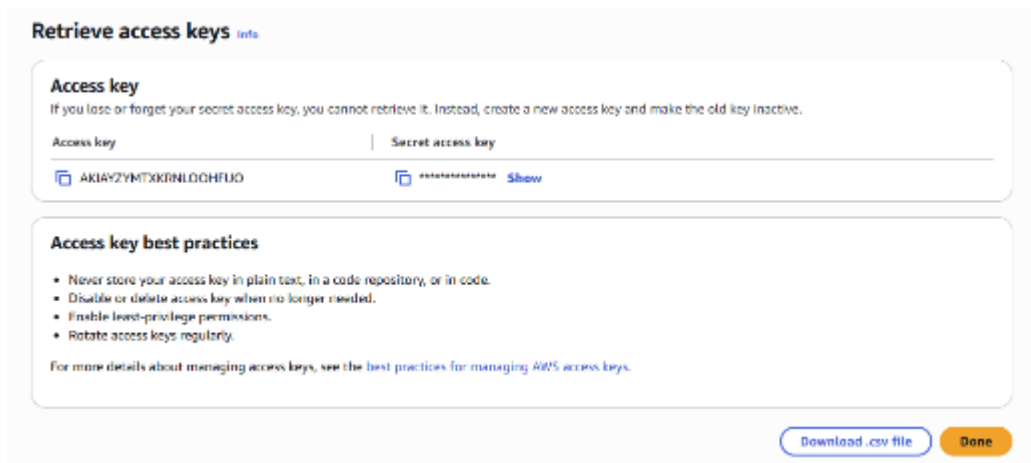 Retrieve access keys Info
Access key
If you lose or forget your secret access key, you cannot retrieve it. Instead, create a new access key and make the old key inactive.
Access key Secret access key
AKIAYZYMTXKRNLOOHFUO ************** Show
Access key best practices
• Never store your access key in plain text, in a code repository, or in code.
• Disable or delete access key when no longer needed.
• Enable least-privilege permissions.
• Rotate access keys regularly.
For more details about managing access keys, see the best practices for managing AWS access keys.
Download .csv file Done